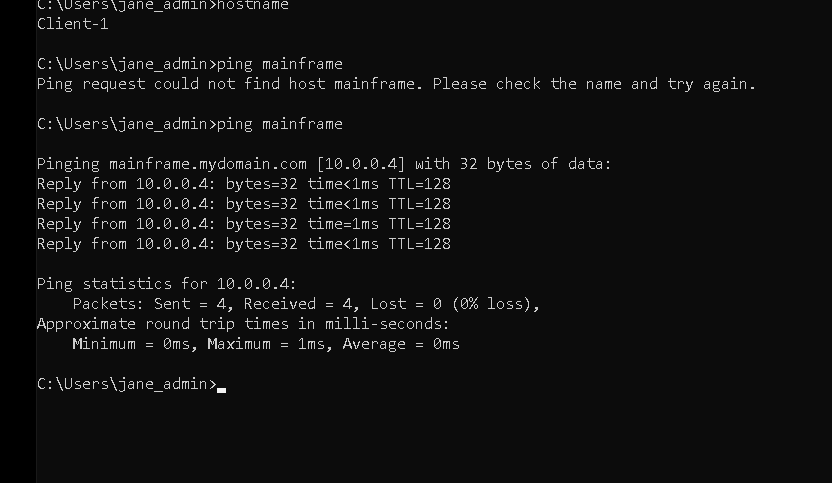 C:\Users\jane_admin>hostname
Client-1
C:\Users\jane_admin>ping mainframe
Ping request could not find host mainframe. Please check the name and try again.
C:\Users\jane_admin>ping mainframe
Pinging mainframe.mydomain.com [10.0.0.4] with 32 bytes of data:
Reply from 10.0.0.4: bytes=32 time<1ms TTL=128
Reply from 10.0.0.4: bytes=32 time<1ms TTL=128
Reply from 10.0.0.4: bytes=32 time=1ms TTL=128
Reply from 10.0.0.4: bytes=32 time<1ms TTL=128
Ping statistics for 10.0.0.4:
    Packets: Sent = 4, Received = 4, Lost = 0 (0% loss),
Approximate round trip times in milli-seconds:
    Minimum = 0ms, Maximum = 1ms, Average = 0ms
C:\Users\jane_admin>